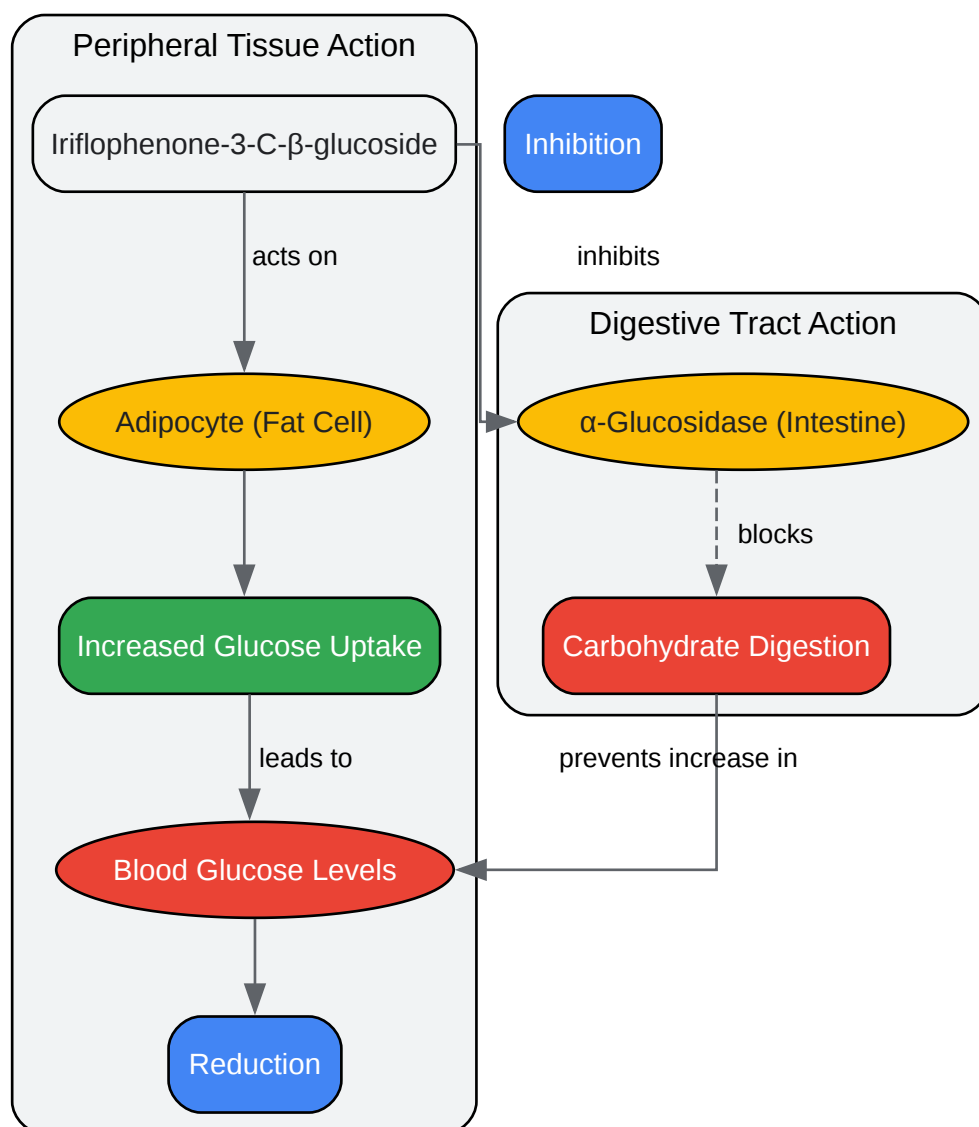 Peripheral Tissue Action
Iriflophenone-3-C-β-glucoside
Inhibition
acts on
inhibits
Digestive Tract Action
Adipocyte (Fat Cell)
α-Glucosidase (Intestine)
blocks
Increased Glucose Uptake
Carbohydrate Digestion
leads to
prevents increase in
Blood Glucose Levels
Reduction